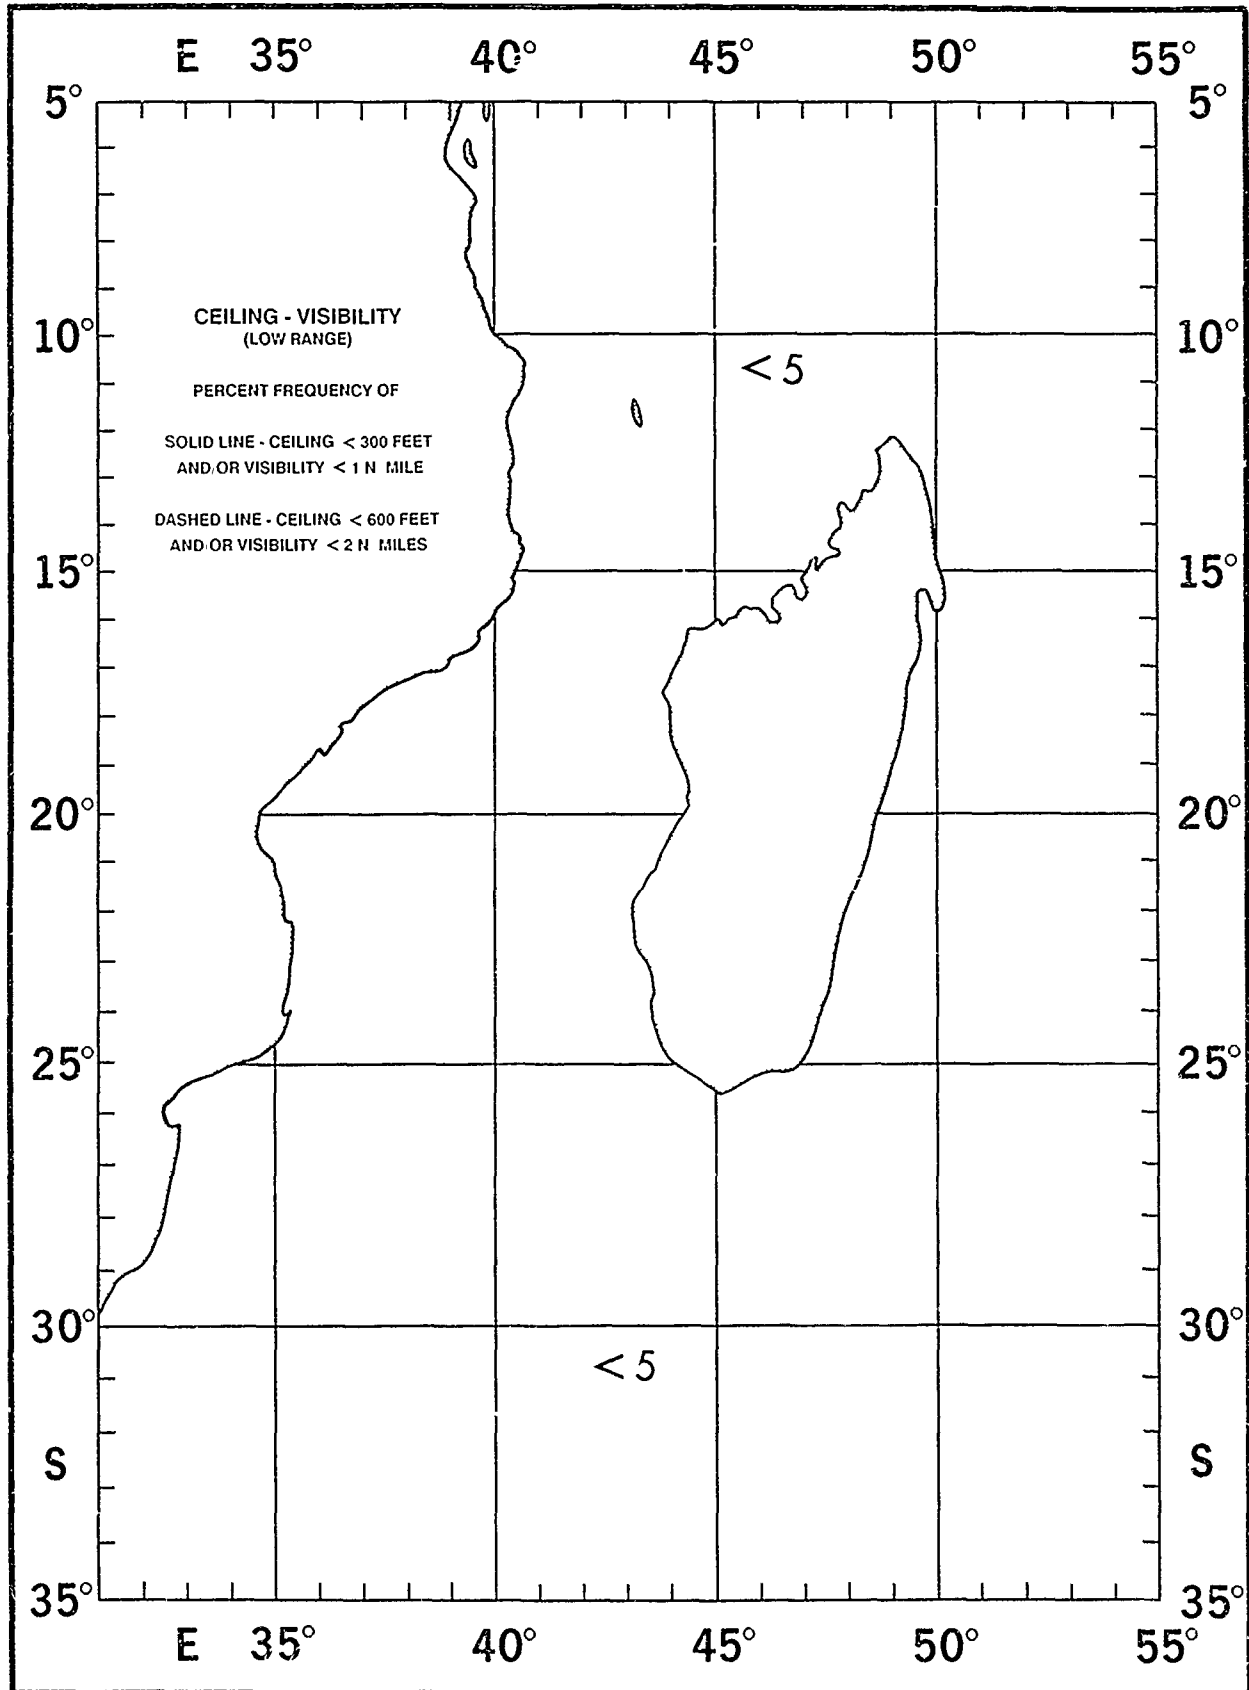 E 35° 40° 45° 50° 55°
5° 5°
CEILING - VISIBILITY
(LOW RANGE)
10° 10°
< 5
PERCENT FREQUENCY OF
SOLID LINE - CEILING < 300 FEET
AND/OR VISIBILITY < 1 N MILE
DASHED LINE - CEILING < 600 FEET
AND/OR VISIBILITY < 2 N MILES
15° 15°
20° 20°
25° 25°
30° 30°
< 5
S S
35° 35°
E 35° 40° 45° 50° 55°